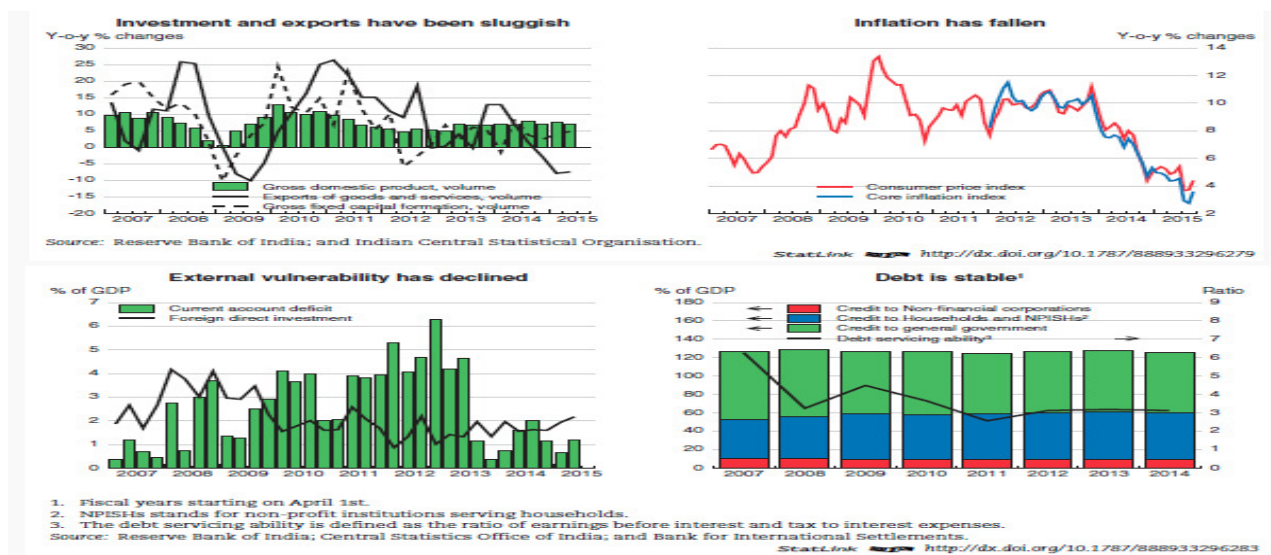 Investment and exports have been sluggish
Y-o-y % changes
30
25
20
15
10
5
0
-5
-10
-15
-20
Gross domestic product, volume
Exports of goods and services, volume
Gross fixed capital formation, volume
2007 2008 2009 2010 2011 2012 2013 2014 2015
Inflation has fallen
Y-o-y % changes
14
12
10
8
6
4
2
Consumer price index
Core inflation index
2007 2008 2009 2010 2011 2012 2013 2014 2015
Source: Reserve Bank of India; and Indian Central Statistical Organisation.
StatLink http://dx.doi.org/10.1787/888933296279
External vulnerability has declined
% of GDP
7
6
5
4
3
2
1
0
Current account deficit
Foreign direct investment
2007 2008 2009 2010 2011 2012 2013 2014 2015
Debt is stable¹
% of GDP
Ratio
180
160
140
120
100
80
60
40
20
0
Credit to Non-financial corporations
Credit to Households and NPISHs²
Credit to general government
Debt servicing ability³
9
8
7
6
5
4
3
2
1
0
2007 2008 2009 2010 2011 2012 2013 2014
1. Fiscal years starting on April 1st.
2. NPISHs stands for non-profit institutions serving households.
3. The debt servicing ability is defined as the ratio of earnings before interest and tax to interest expenses.
Source: Reserve Bank of India; Central Statistics Office of India; and Bank for International Settlements.
StatLink http://dx.doi.org/10.1787/888933296283